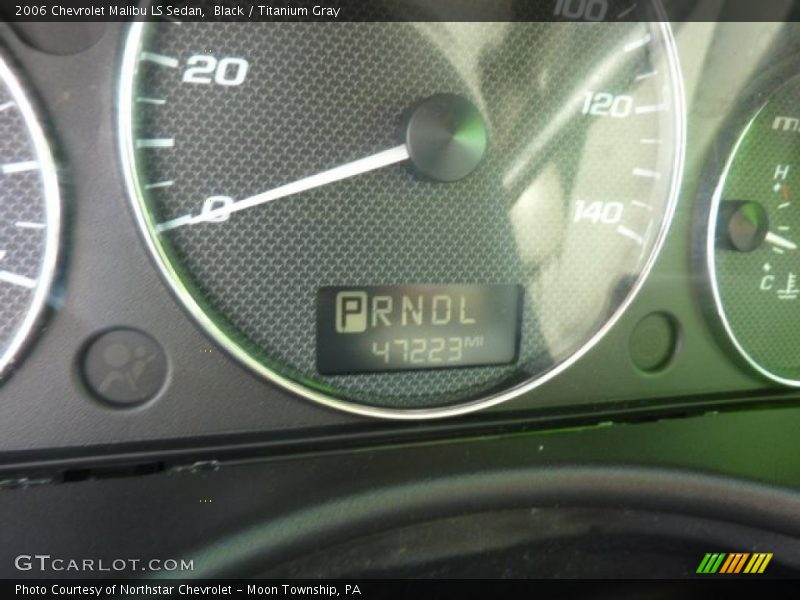 2006 Chevrolet Malibu LS Sedan, Black / Titanium Gray
100
20
120
0
140
H
C
PRNDL
47223 MI
GTCARLOT.COM
Photo Courtesy of Northstar Chevrolet - Moon Township, PA